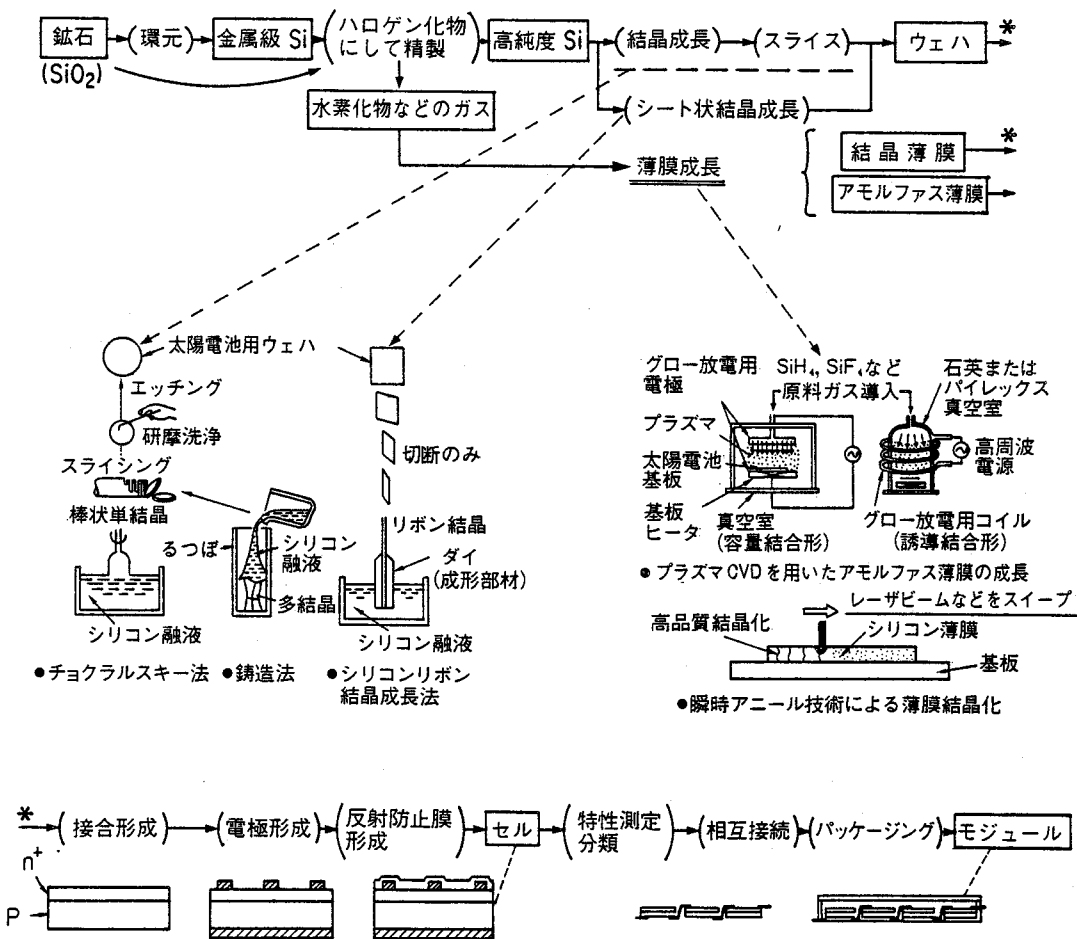 鉱石
(SiO₂)
(還元)
金属級 Si
(ハロゲン化物
にして精製)
高純度 Si
(結晶成長)
(スライス)
ウェハ
*
水素化物などのガス
(シート状結晶成長)
薄膜成長
結晶薄膜
*
アモルファス薄膜
太陽電池用ウェハ
エッチング
研摩洗浄
スライシング
棒状単結晶
シリコン融液
●チョクラルスキー法
るつぼ
シリコン
融液
多結晶
●鋳造法
切断のみ
リボン結晶
ダイ
(成形部材)
シリコン融液
●シリコンリボン
結晶成長法
グロー放電用
電極
SiH₄, SiF₄など
原料ガス導入
石英または
パイレックス
真空室
プラズマ
太陽電池
基板
基板
ヒータ
真空室
(容量結合形)
高周波
電源
グロー放電用コイル
(誘導結合形)
●プラズマCVDを用いたアモルファス薄膜の成長
レーザビームなどをスイープ
高品質結晶化
シリコン薄膜
基板
●瞬時アニール技術による薄膜結晶化
*
(接合形成)
(電極形成)
(反射防止膜
形成)
セル
(特性測定
分類)
(相互接続)
(パッケージング)
モジュール
n⁺
P